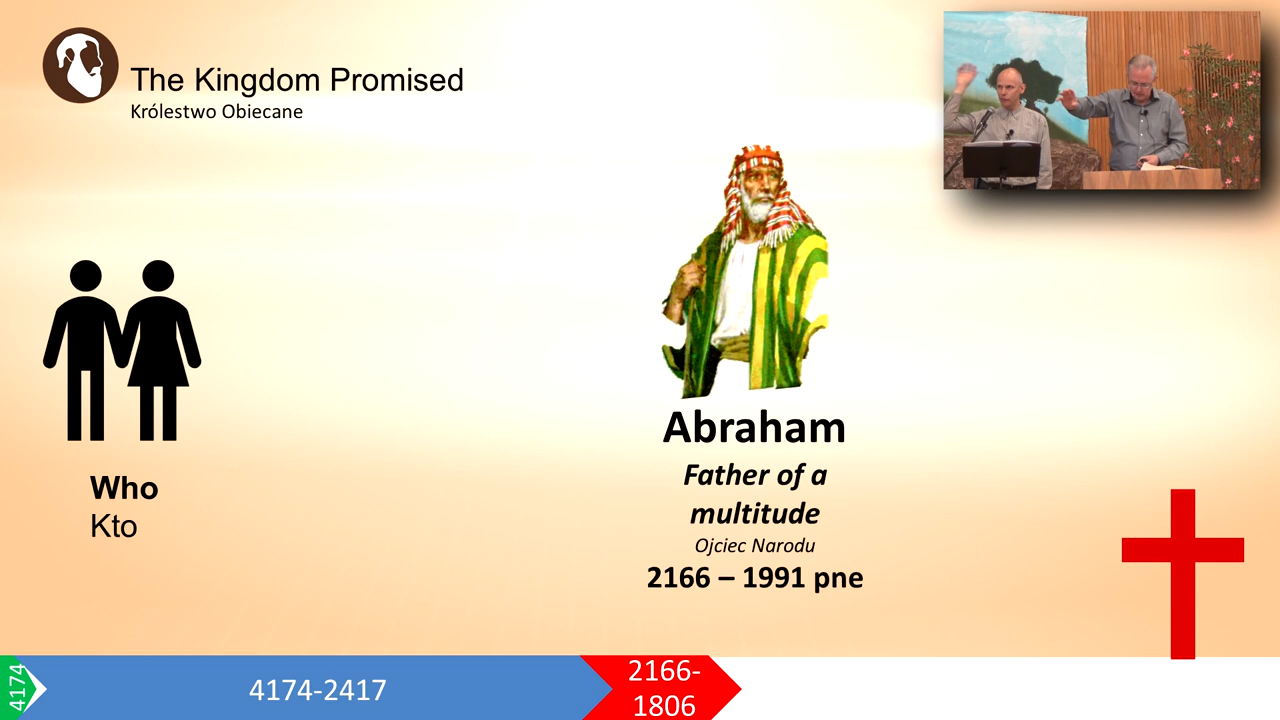 The Kingdom Promised
Królestwo Obiecane
Who
Kto
Abraham
Father of a
multitude
Ojciec Narodu
2166 – 1991 pne
4174
4174-2417
2166-
1806